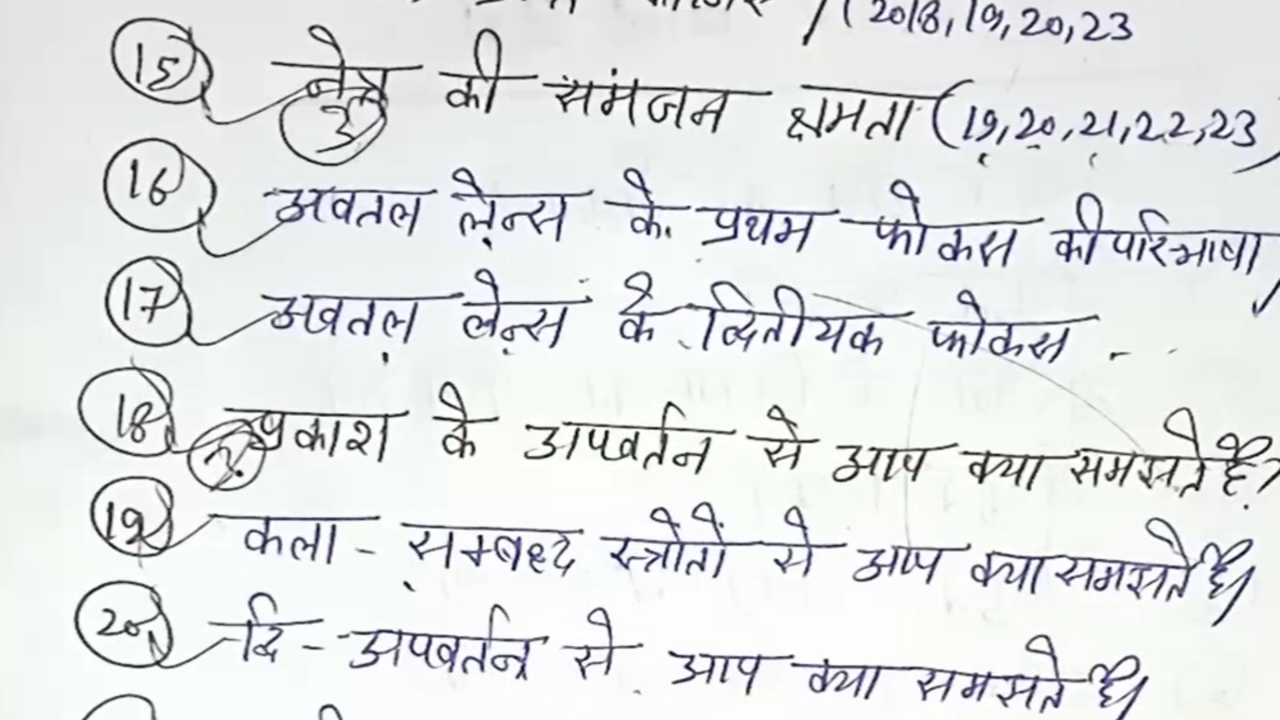 / (2018, 19, 20, 23
15 नेत्र की समंजन क्षमता (19, 20, 21, 22, 23)
16 अवतल लेन्स के प्रथम फोकस की परिभाषा
17 अवतल लेन्स के द्वितीयक फोकस .
18 प्रकाश के अपवर्तन से आप क्या समझते है?
19 कला - सम्बद्ध स्त्रोतों से आप क्या समझते है
20 द्वि - अपवर्तन से आप क्या समझते है